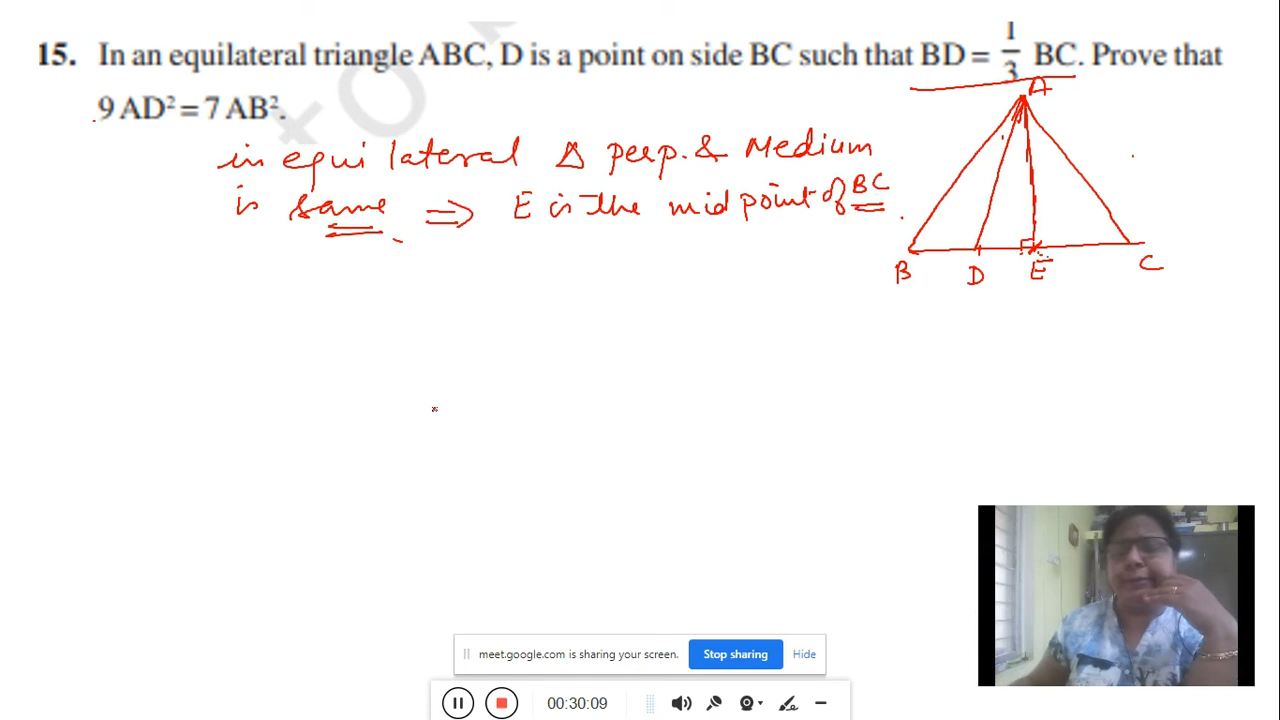 15. In an equilateral triangle ABC, D is a point on side BC such that BD = 1/3 BC. Prove that
9 AD² = 7 AB².
in equilateral Δ perp. & Medium
is same ⇒ E is the midpoint of BC
A
B D E C
meet.google.com is sharing your screen. Stop sharing Hide
00:30:09